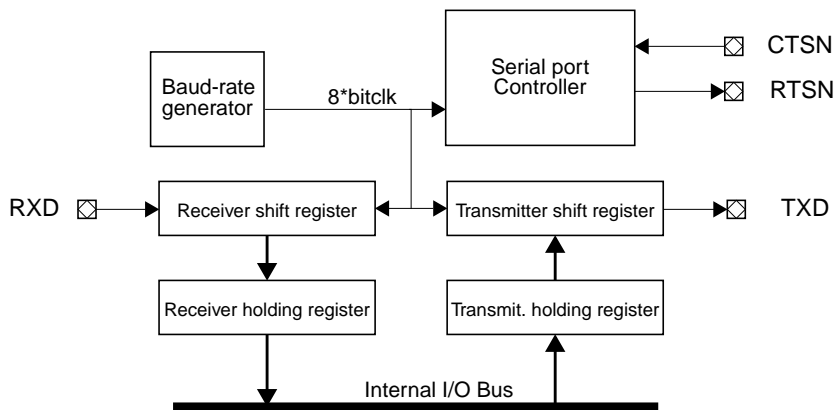 CTSN
Serial port
Controller
Baud-rate
generator
8*bitclk
RTSN
RXD
Receiver shift register
Transmitter shift register
TXD
Receiver holding register
Transmit. holding register
Internal I/O Bus